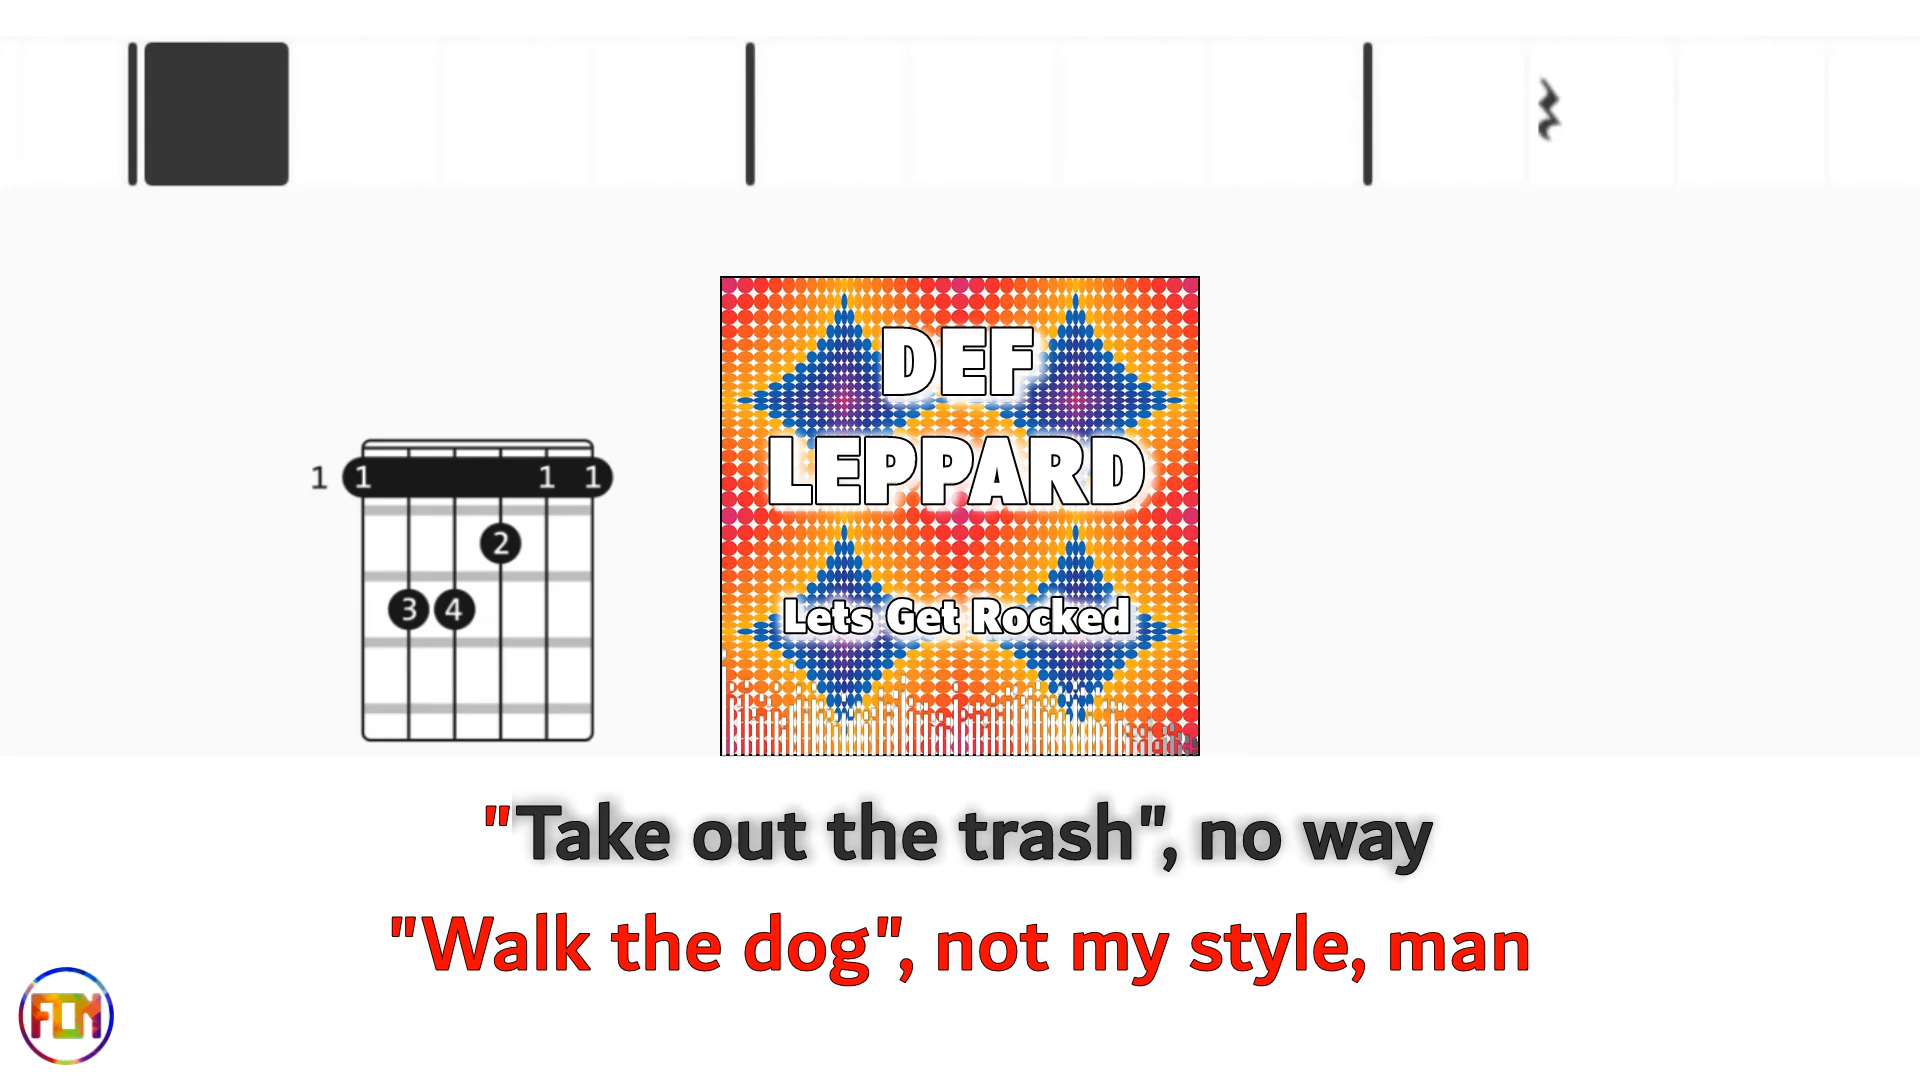 1 1 1 1
2
3 4
DEF
LEPPARD
Lets Get Rocked
"Take out the trash", no way
"Walk the dog", not my style, man
FCM